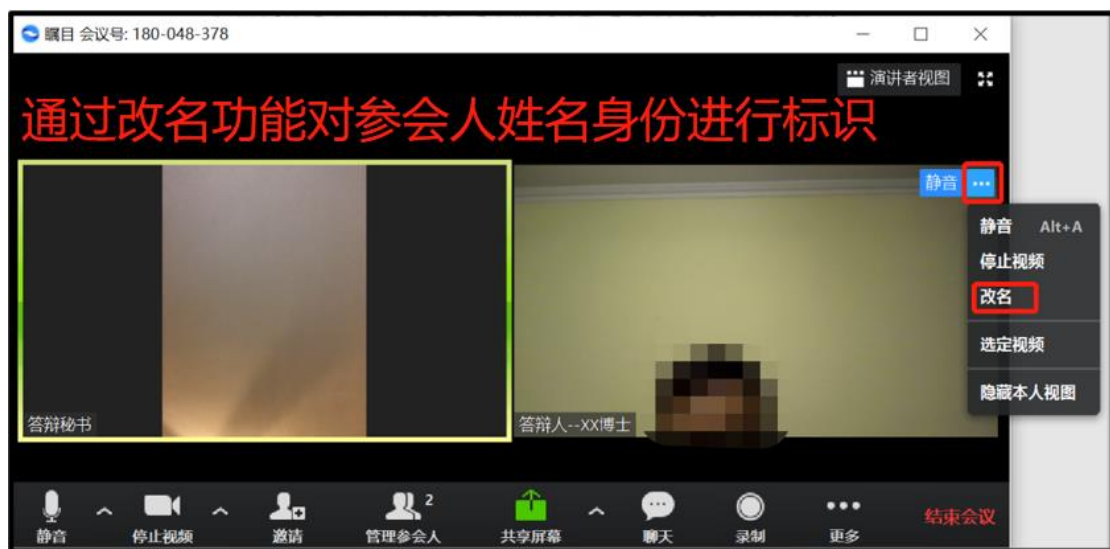 瞩目 会议号: 180-048-378
演讲者视图
通过改名功能对参会人姓名身份进行标识
静音 •••
静音 Alt+A
停止视频
改名
选定视频
隐藏本人视图
答辩秘书
答辩人--XX博士
静音
停止视频
邀请
2
管理参会人
共享屏幕
聊天
录制
更多
结束会议